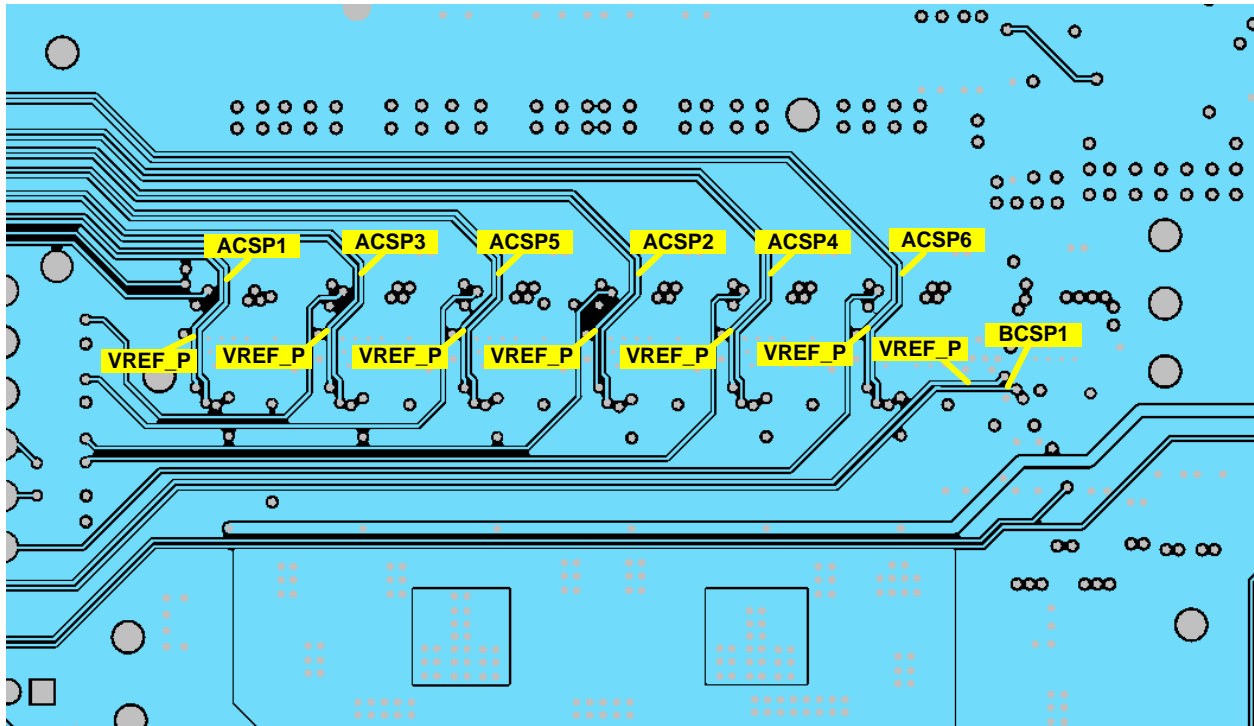 ACSP1
ACSP3
ACSP5
ACSP2
ACSP4
ACSP6
VREF_P
VREF_P
VREF_P
VREF_P
VREF_P
VREF_P
VREF_P
BCSP1